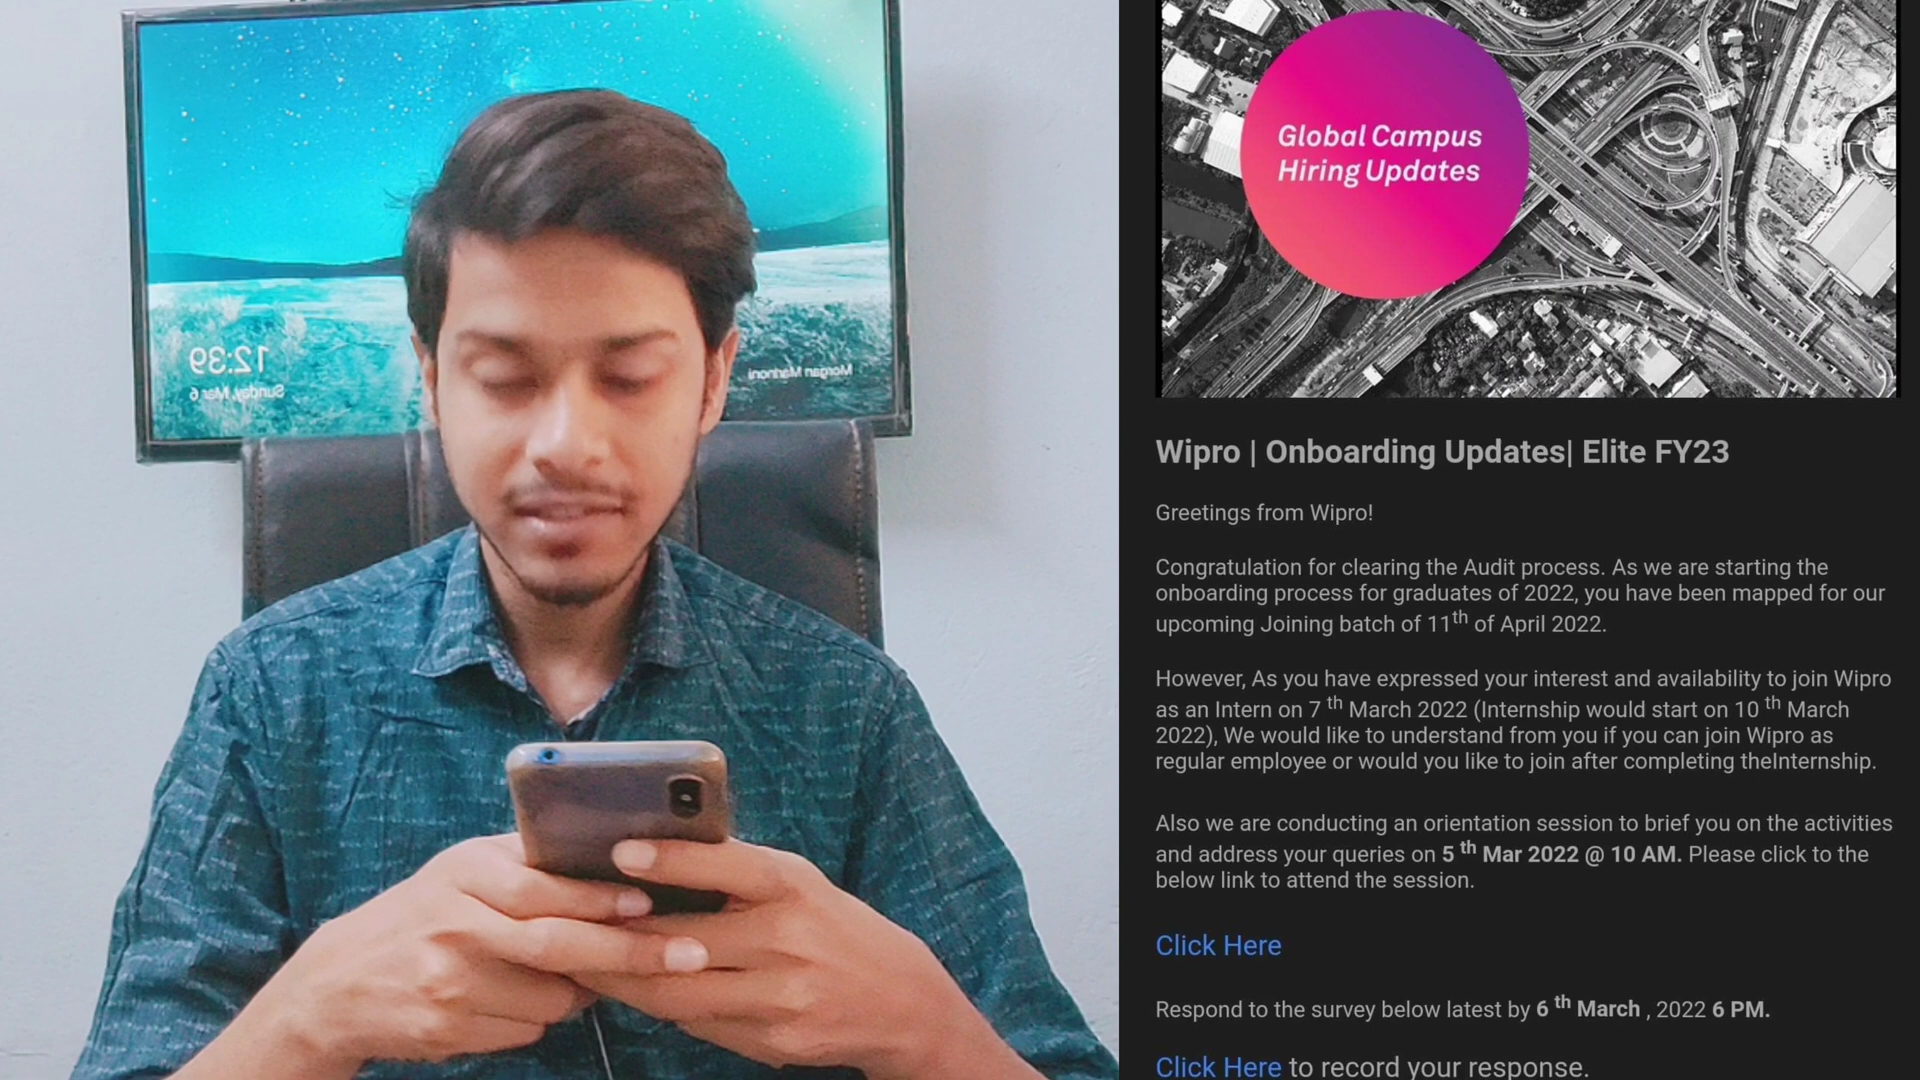 12:39
Sunday, Mar 6
Morgan Marinoni
Global Campus
Hiring Updates
Wipro | Onboarding Updates| Elite FY23
Greetings from Wipro!
Congratulation for clearing the Audit process. As we are starting the
onboarding process for graduates of 2022, you have been mapped for our
upcoming Joining batch of 11th of April 2022.
However, As you have expressed your interest and availability to join Wipro
as an Intern on 7 th March 2022 (Internship would start on 10 th March
2022), We would like to understand from you if you can join Wipro as
regular employee or would you like to join after completing theInternship.
Also we are conducting an orientation session to brief you on the activities
and address your queries on 5 th Mar 2022 @ 10 AM. Please click to the
below link to attend the session.
Click Here
Respond to the survey below latest by 6 th March , 2022 6 PM.
Click Here to record your response.